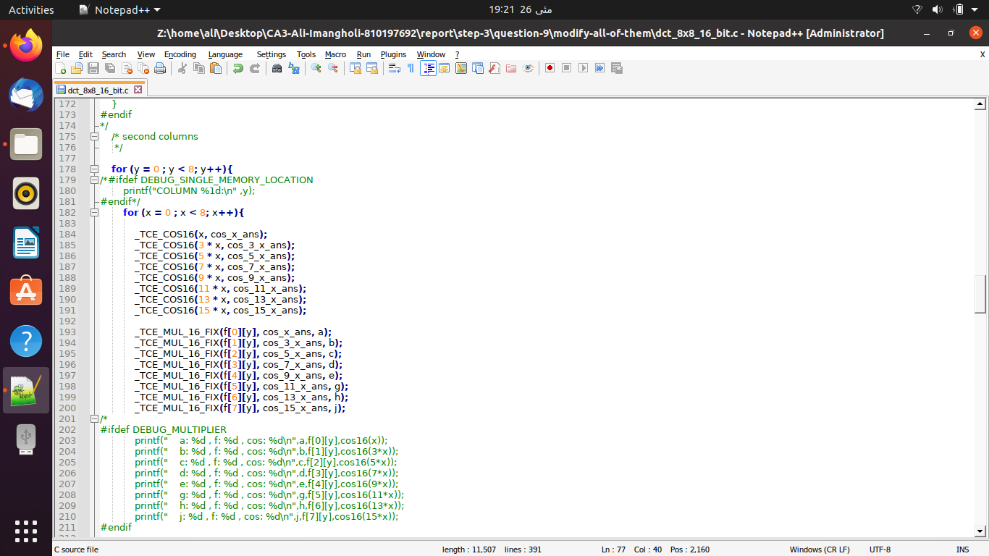 Activities Notepad++ 19:21 26 مئی
Z:\home\ali\Desktop\CA3-Ali-Imangholi-810197692\report\step-3\question-9\modify-all-of-them\dct_8x8_16_bit.c - Notepad++ [Administrator]
File Edit Search View Encoding Language Settings Tools Macro Run Plugins Window ? X
dct_8x8_16_bit.c
172 }
173 #endif
174 */
175 /* second columns
176 */
177
178 for (y = 0 ; y < 8; y++){
179 /*#ifdef DEBUG_SINGLE_MEMORY_LOCATION
180 printf("COLUMN %1d:\n" ,y);
181 #endif*/
182 for (x = 0 ; x < 8; x++){
183
184 _TCE_COS16(x, cos_x_ans);
185 _TCE_COS16(3 * x, cos_3_x_ans);
186 _TCE_COS16(5 * x, cos_5_x_ans);
187 _TCE_COS16(7 * x, cos_7_x_ans);
188 _TCE_COS16(9 * x, cos_9_x_ans);
189 _TCE_COS16(11 * x, cos_11_x_ans);
190 _TCE_COS16(13 * x, cos_13_x_ans);
191 _TCE_COS16(15 * x, cos_15_x_ans);
192
193 _TCE_MUL_16_FIX(f[0][y], cos_x_ans, a);
194 _TCE_MUL_16_FIX(f[1][y], cos_3_x_ans, b);
195 _TCE_MUL_16_FIX(f[2][y], cos_5_x_ans, c);
196 _TCE_MUL_16_FIX(f[3][y], cos_7_x_ans, d);
197 _TCE_MUL_16_FIX(f[4][y], cos_9_x_ans, e);
198 _TCE_MUL_16_FIX(f[5][y], cos_11_x_ans, g);
199 _TCE_MUL_16_FIX(f[6][y], cos_13_x_ans, h);
200 _TCE_MUL_16_FIX(f[7][y], cos_15_x_ans, j);
201 /*
202 #ifdef DEBUG_MULTIPLIER
203 printf(" a: %d , f: %d , cos: %d\n",a,f[0][y],cos16(x));
204 printf(" b: %d , f: %d , cos: %d\n",b,f[1][y],cos16(3*x));
205 printf(" c: %d , f: %d , cos: %d\n",c,f[2][y],cos16(5*x));
206 printf(" d: %d , f: %d , cos: %d\n",d,f[3][y],cos16(7*x));
207 printf(" e: %d , f: %d , cos: %d\n",e,f[4][y],cos16(9*x));
208 printf(" g: %d , f: %d , cos: %d\n",g,f[5][y],cos16(11*x));
209 printf(" h: %d , f: %d , cos: %d\n",h,f[6][y],cos16(13*x));
210 printf(" j: %d , f: %d , cos: %d\n",j,f[7][y],cos16(15*x));
211 #endif
C source file length : 11,507 lines : 391 Ln : 77 Col : 40 Pos : 2,160 Windows (CR LF) UTF-8 INS